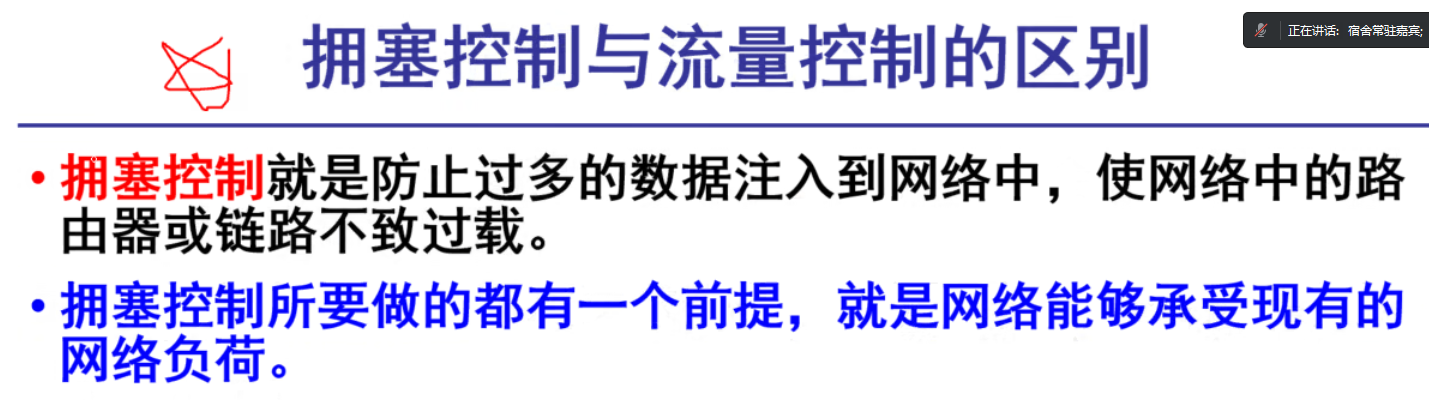 拥塞控制与流量控制的区别
正在讲话: 宿舍常驻嘉宾;
• 拥塞控制就是防止过多的数据注入到网络中，使网络中的路
由器或链路不致过载。
• 拥塞控制所要做的都有一个前提，就是网络能够承受现有的
网络负荷。